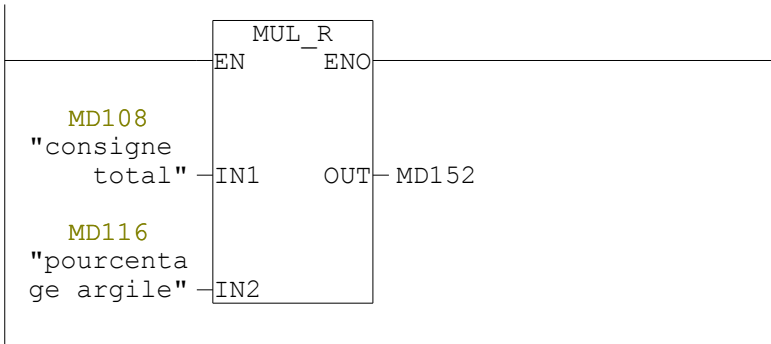 MUL_R
EN ENO
MD108
"consigne
total" IN1 OUT MD152
MD116
"pourcenta
ge argile" IN2